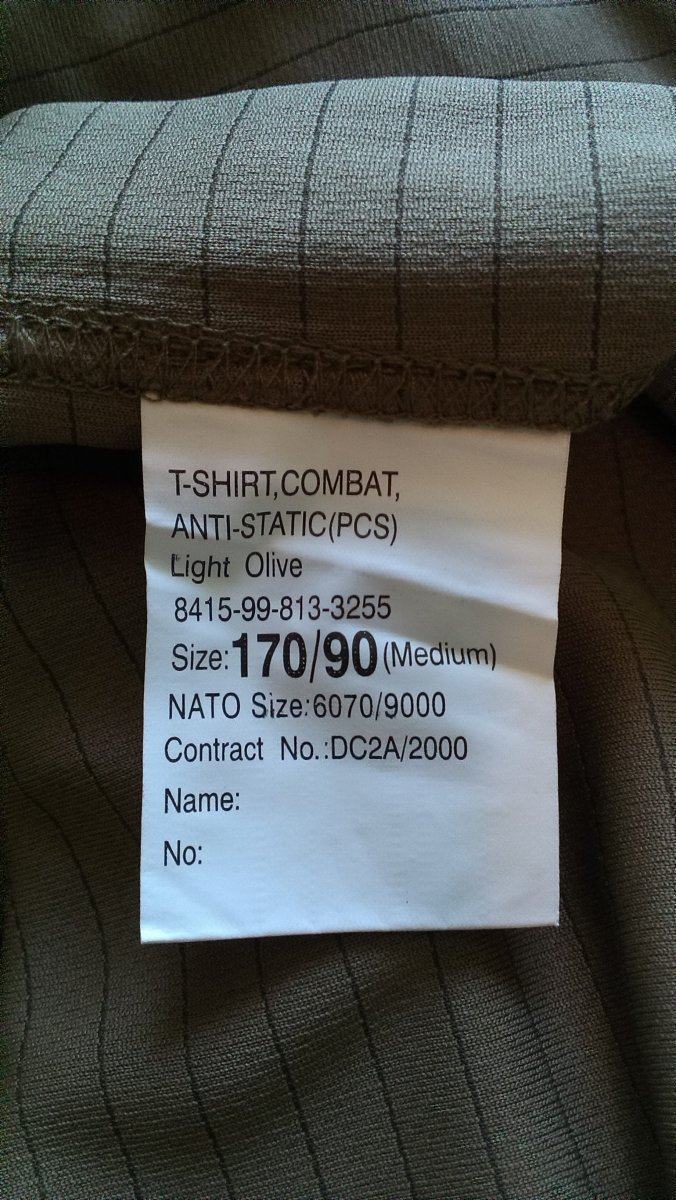 T-SHIRT,COMBAT,
ANTI-STATIC(PCS)
Light Olive
8415-99-813-3255
Size:170/90(Medium)
NATO Size:6070/9000
Contract No.:DC2A/2000
Name:
No: